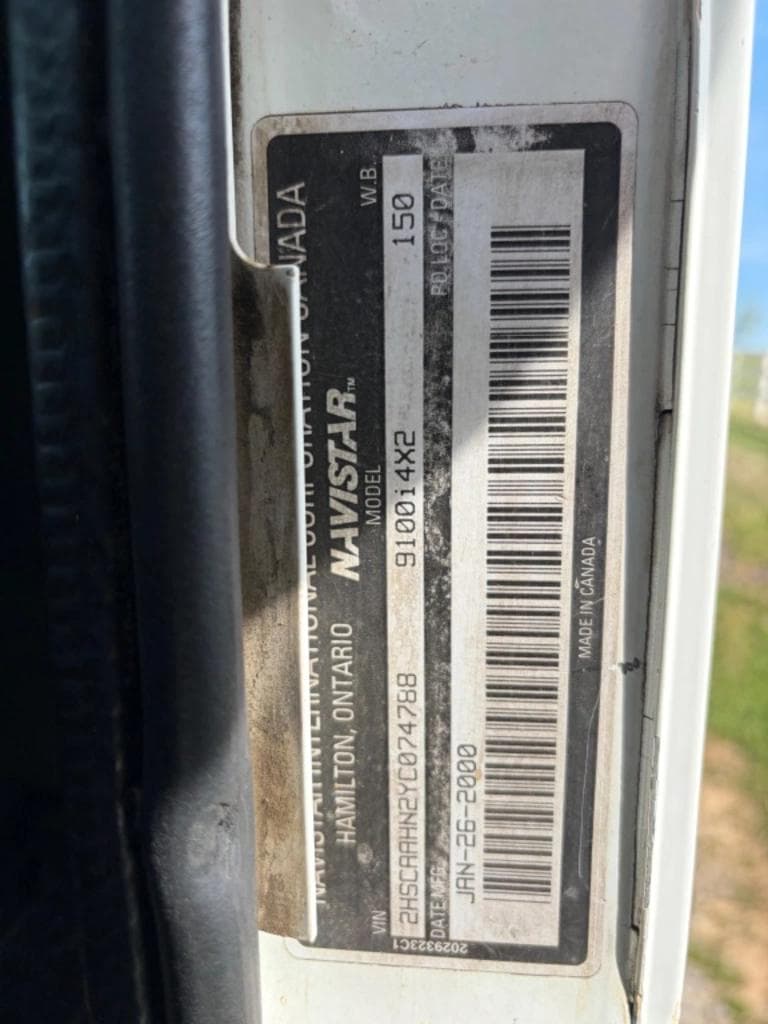 NAVISTAR INTERNATIONAL CORPORATION CANADA
HAMILTON, ONTARIO NAVISTAR™
VIN MODEL W.B.
2HSCAAHN2YC074788 9100i4X2 150
DATE MFG PD LOC / DATE
JAN-26-2000
MADE IN CANADA
2029323C1